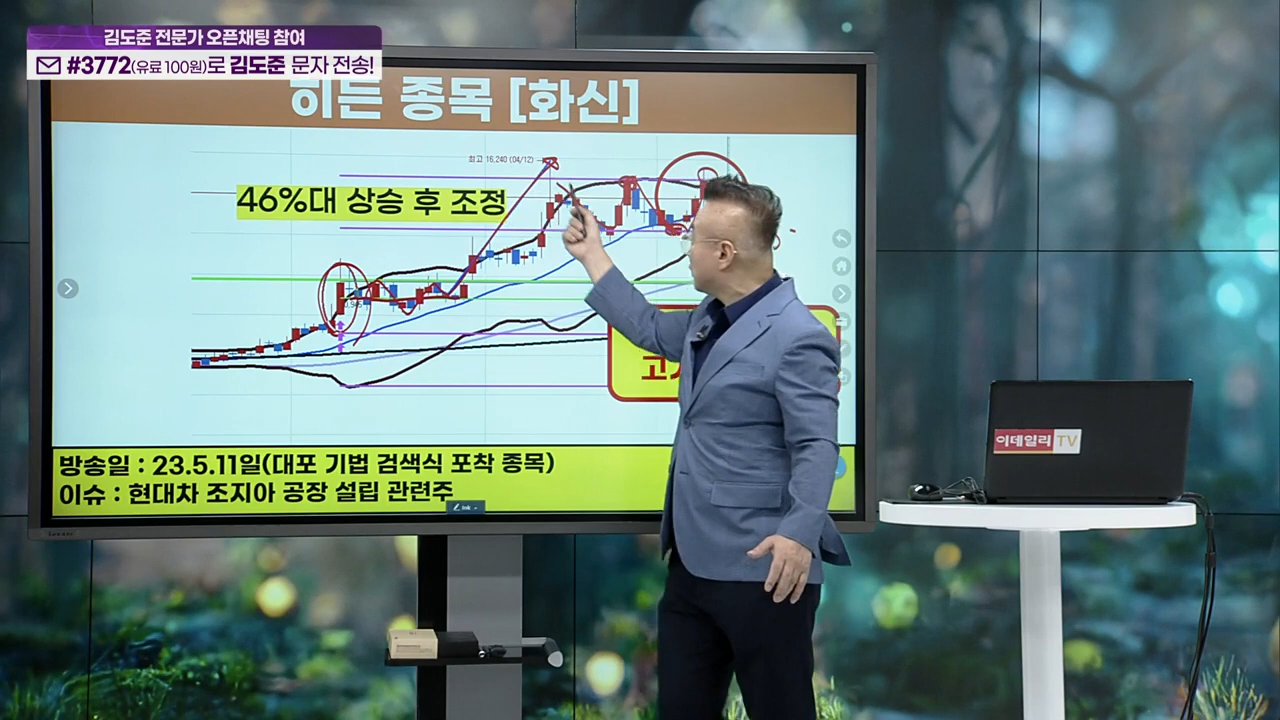 김도준 전문가 오픈채팅 참여
#3772(유료 100원)로 김도준 문자 전송!
히든 종목 [화신]
최고 16,240 (04/12)
46%대 상승 후 조정
방송일 : 23.5.11일(대포 기법 검색식 포착 종목)
이슈 : 현대차 조지아 공장 설립 관련주
Ink
이데일리 TV